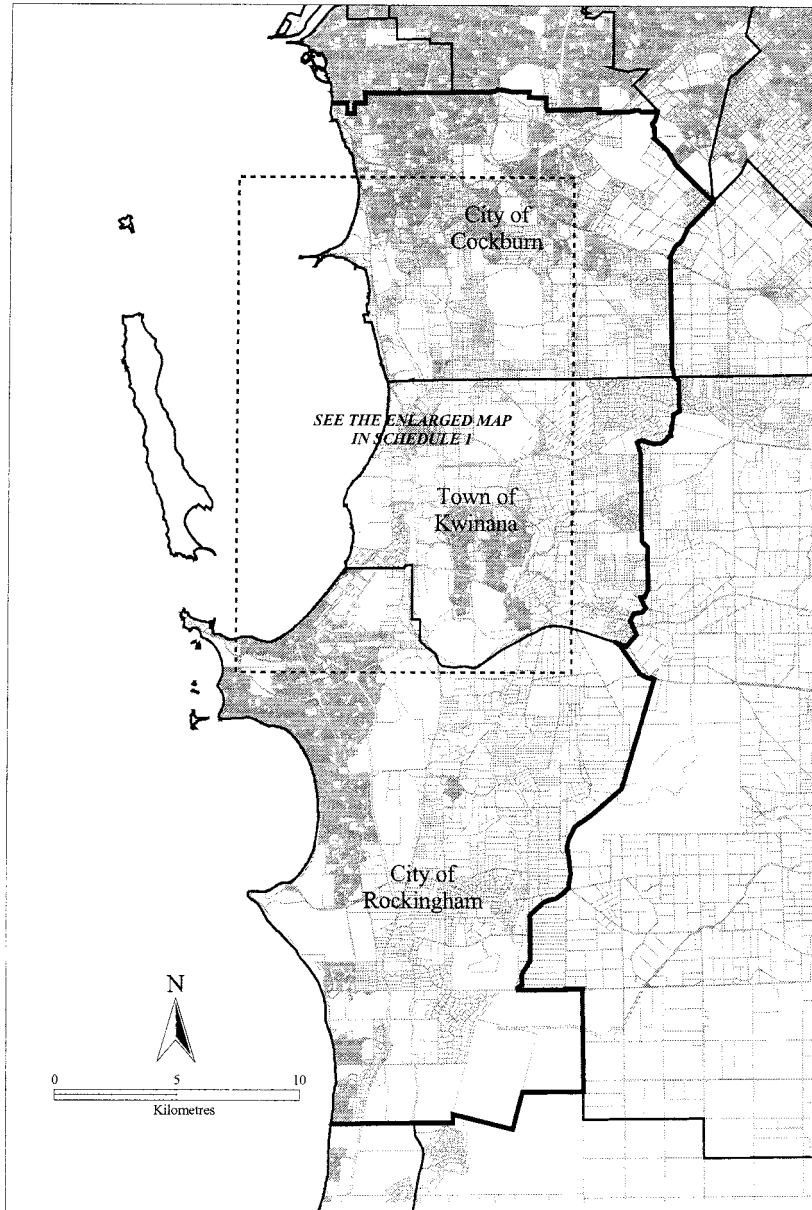 City of
Cockburn
SEE THE ENLARGED MAP
IN SCHEDULE 1
Town of
Kwinana
City of
Rockingham
N
0 5 10
Kilometres